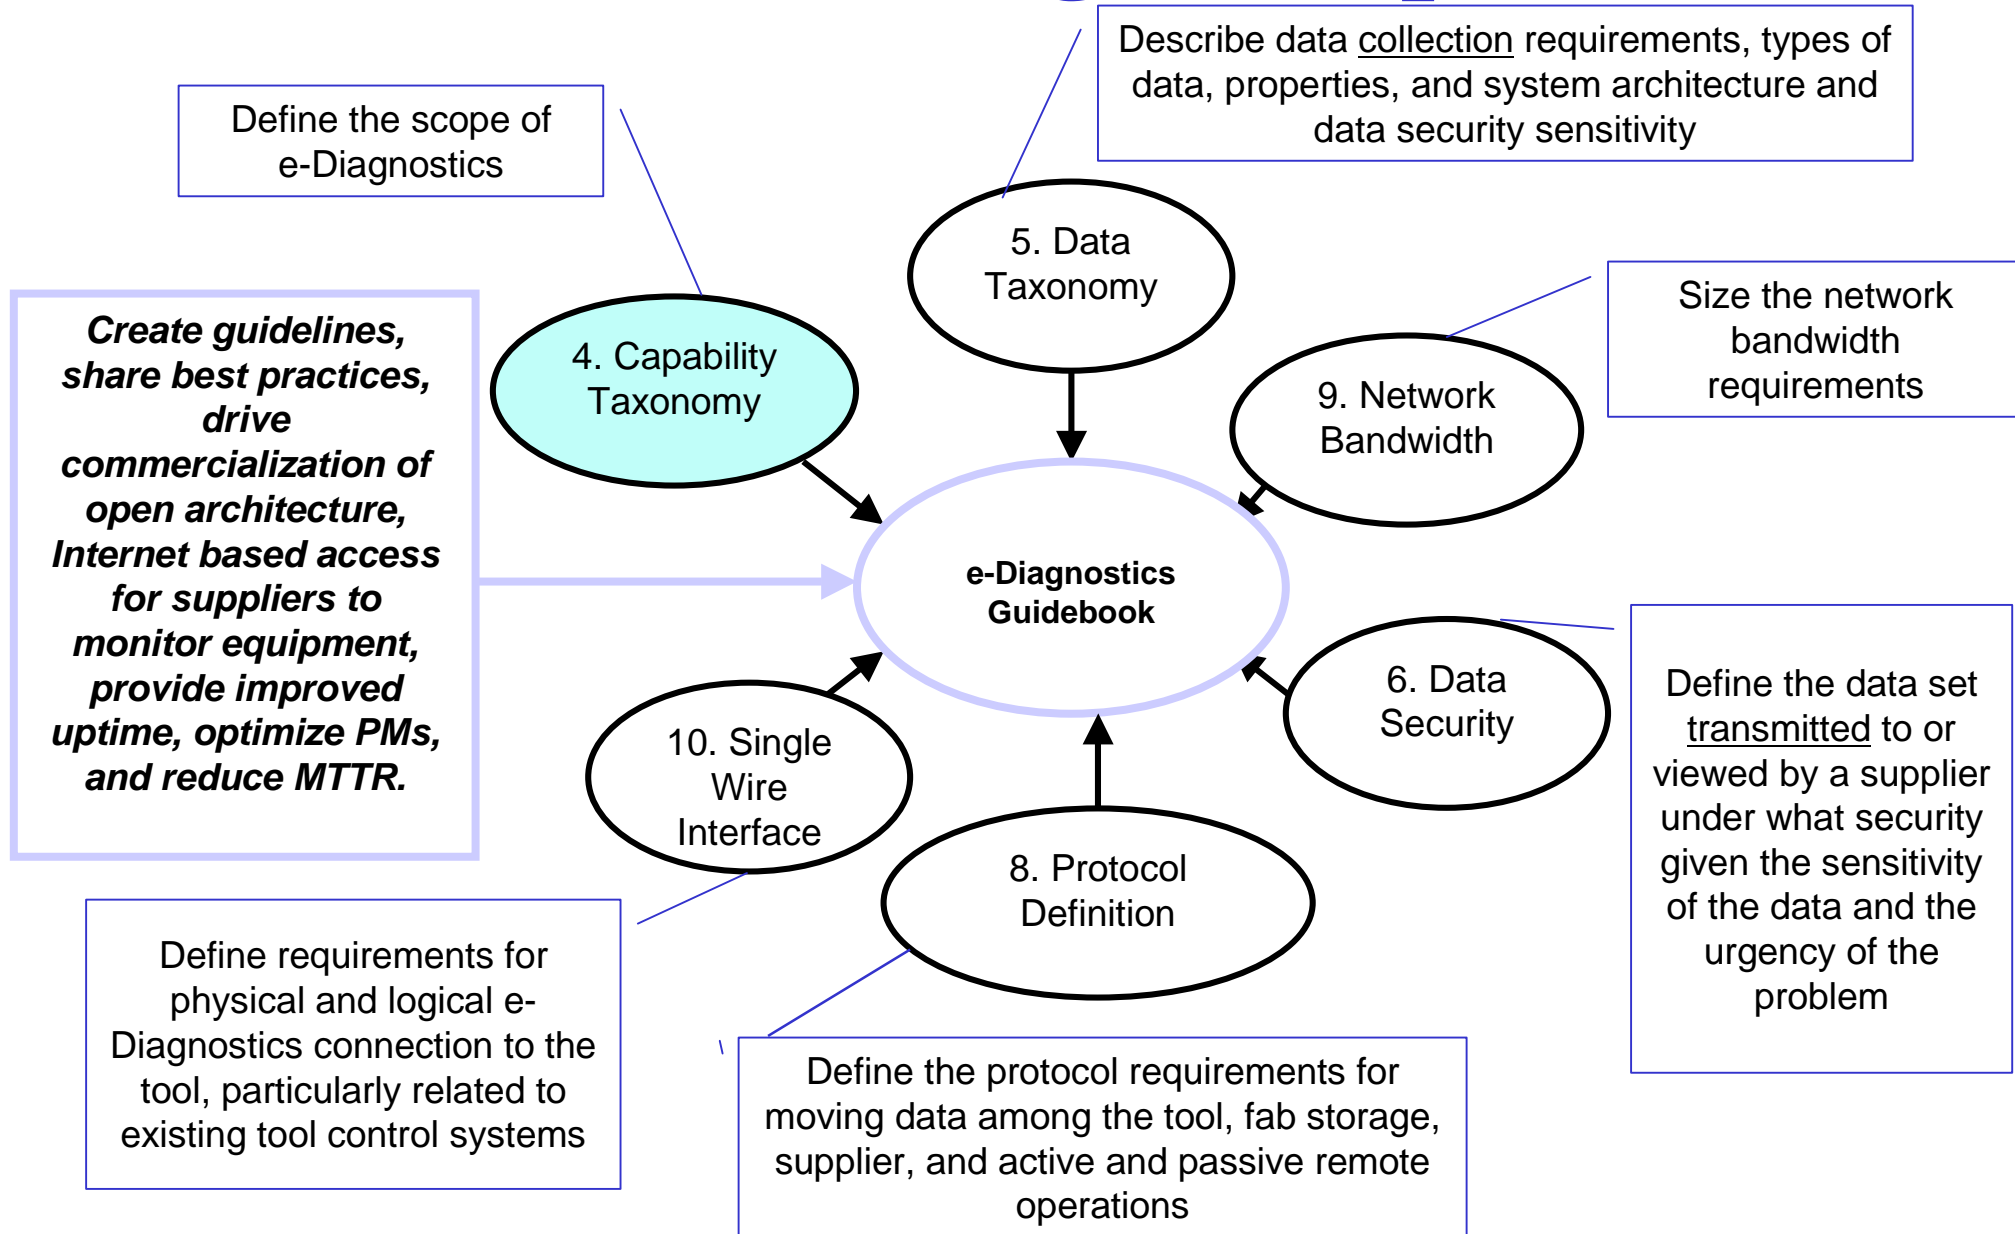 Describe data collection requirements, types of
data, properties, and system architecture and
data security sensitivity
Define the scope of
e-Diagnostics
5. Data
Taxonomy
Size the network
bandwidth
requirements
4. Capability
Taxonomy
9. Network
Bandwidth
Create guidelines,
share best practices,
drive
commercialization of
open architecture,
Internet based access
for suppliers to
monitor equipment,
provide improved
uptime, optimize PMs,
and reduce MTTR.
e-Diagnostics
Guidebook
6. Data
Security
Define the data set
transmitted to or
viewed by a supplier
under what security
given the sensitivity
of the data and the
urgency of the
problem
10. Single
Wire
Interface
8. Protocol
Definition
Define requirements for
physical and logical e-
Diagnostics connection to the
tool, particularly related to
existing tool control systems
Define the protocol requirements for
moving data among the tool, fab storage,
supplier, and active and passive remote
operations